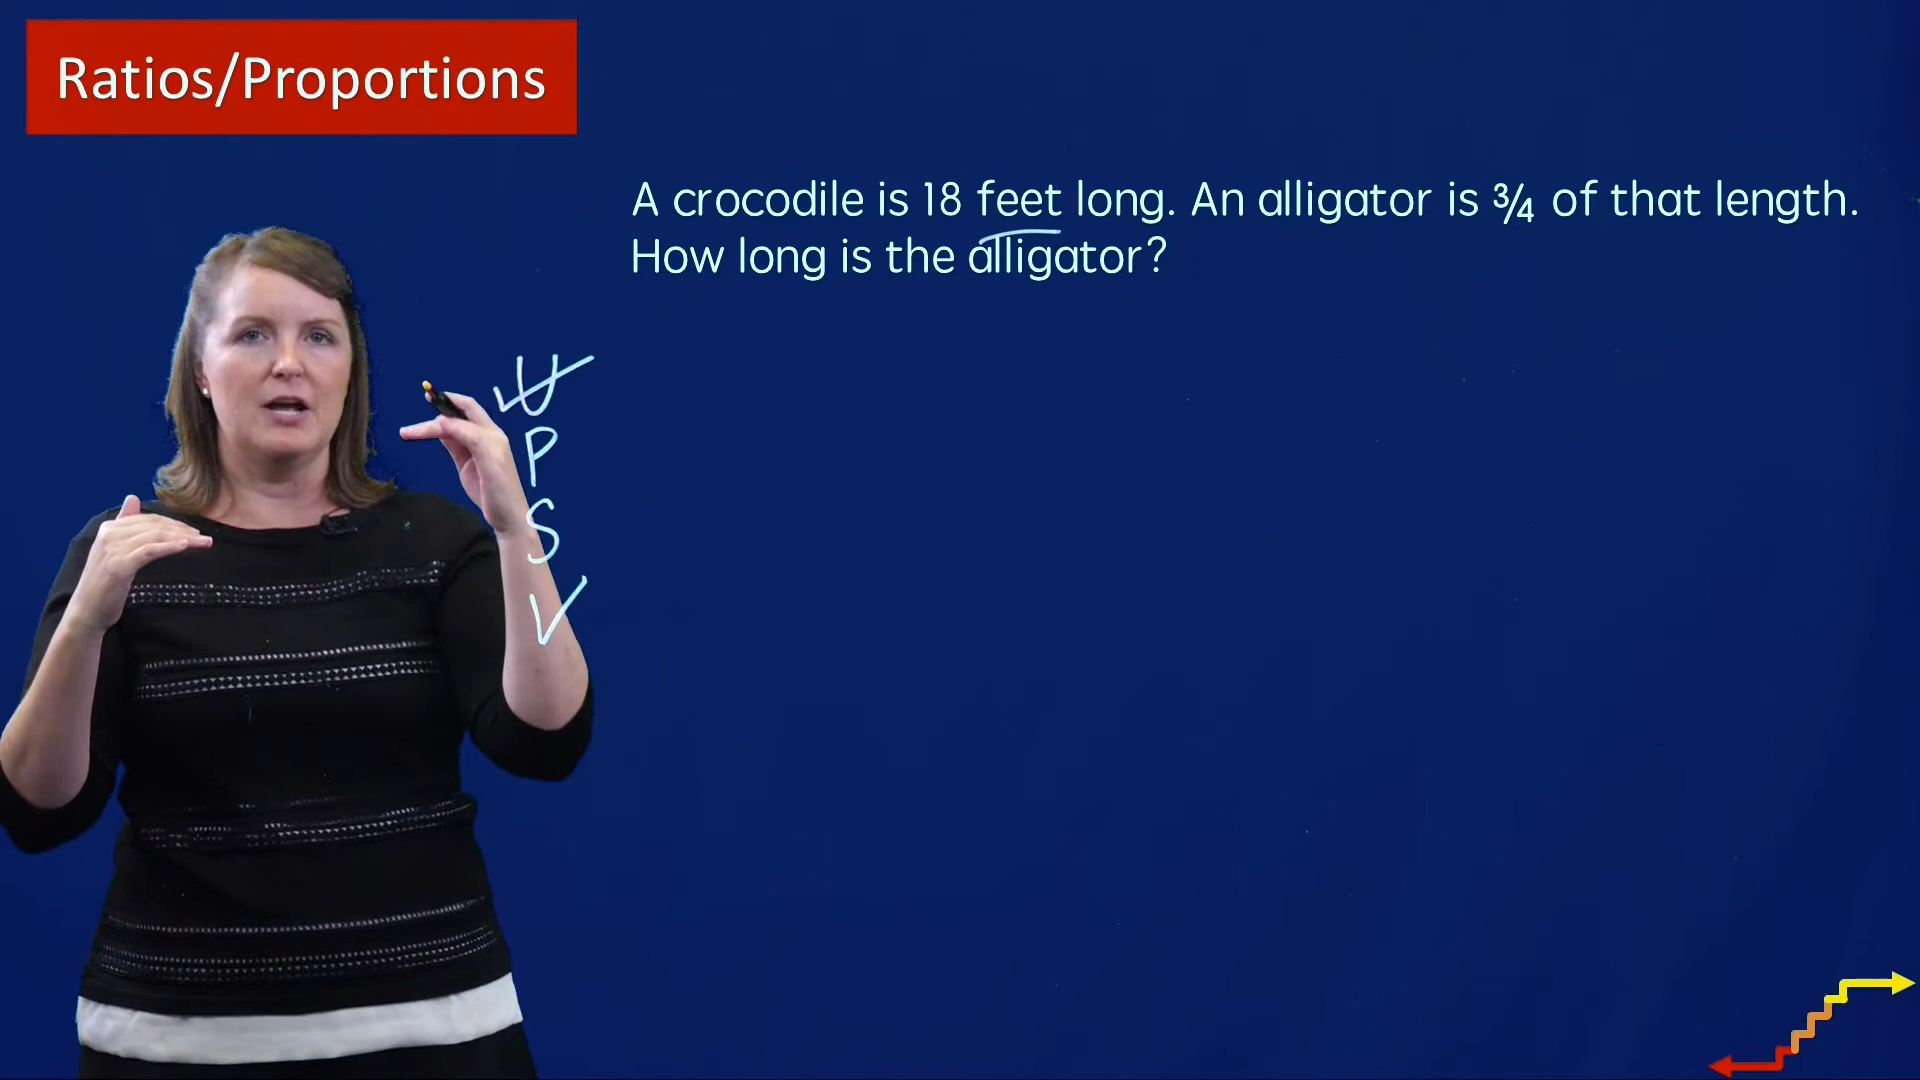 Ratios/Proportions
A crocodile is 18 feet long. An alligator is ¾ of that length.
How long is the alligator?
U
P
S
✓